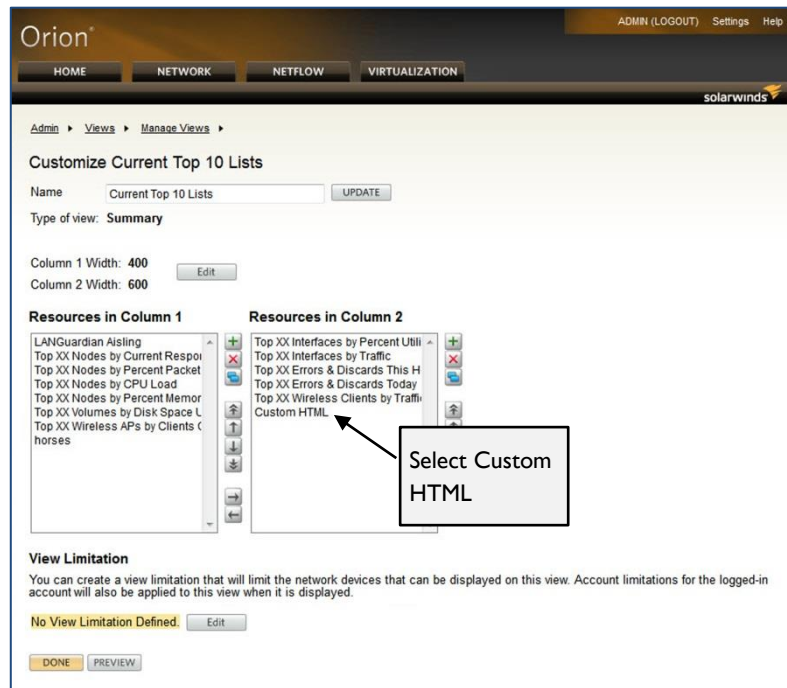 ADMIN (LOGOUT) Settings Help
Orion®
HOME NETWORK NETFLOW VIRTUALIZATION
solarwinds
Admin ▸ Views ▸ Manage Views ▸
Customize Current Top 10 Lists
Name Current Top 10 Lists UPDATE
Type of view: Summary
Column 1 Width: 400
Edit
Column 2 Width: 600
Resources in Column 1
LANGuardian Aisling
Top XX Nodes by Current Respon
Top XX Nodes by Percent Packet
Top XX Nodes by CPU Load
Top XX Nodes by Percent Memor
Top XX Volumes by Disk Space U
Top XX Wireless APs by Clients C
horses
Resources in Column 2
Top XX Interfaces by Percent Utili
Top XX Interfaces by Traffic
Top XX Errors & Discards This H
Top XX Errors & Discards Today
Top XX Wireless Clients by Traffi
Custom HTML
Select Custom
HTML
View Limitation
You can create a view limitation that will limit the network devices that can be displayed on this view. Account limitations for the logged-in
account will also be applied to this view when it is displayed.
No View Limitation Defined. Edit
DONE PREVIEW